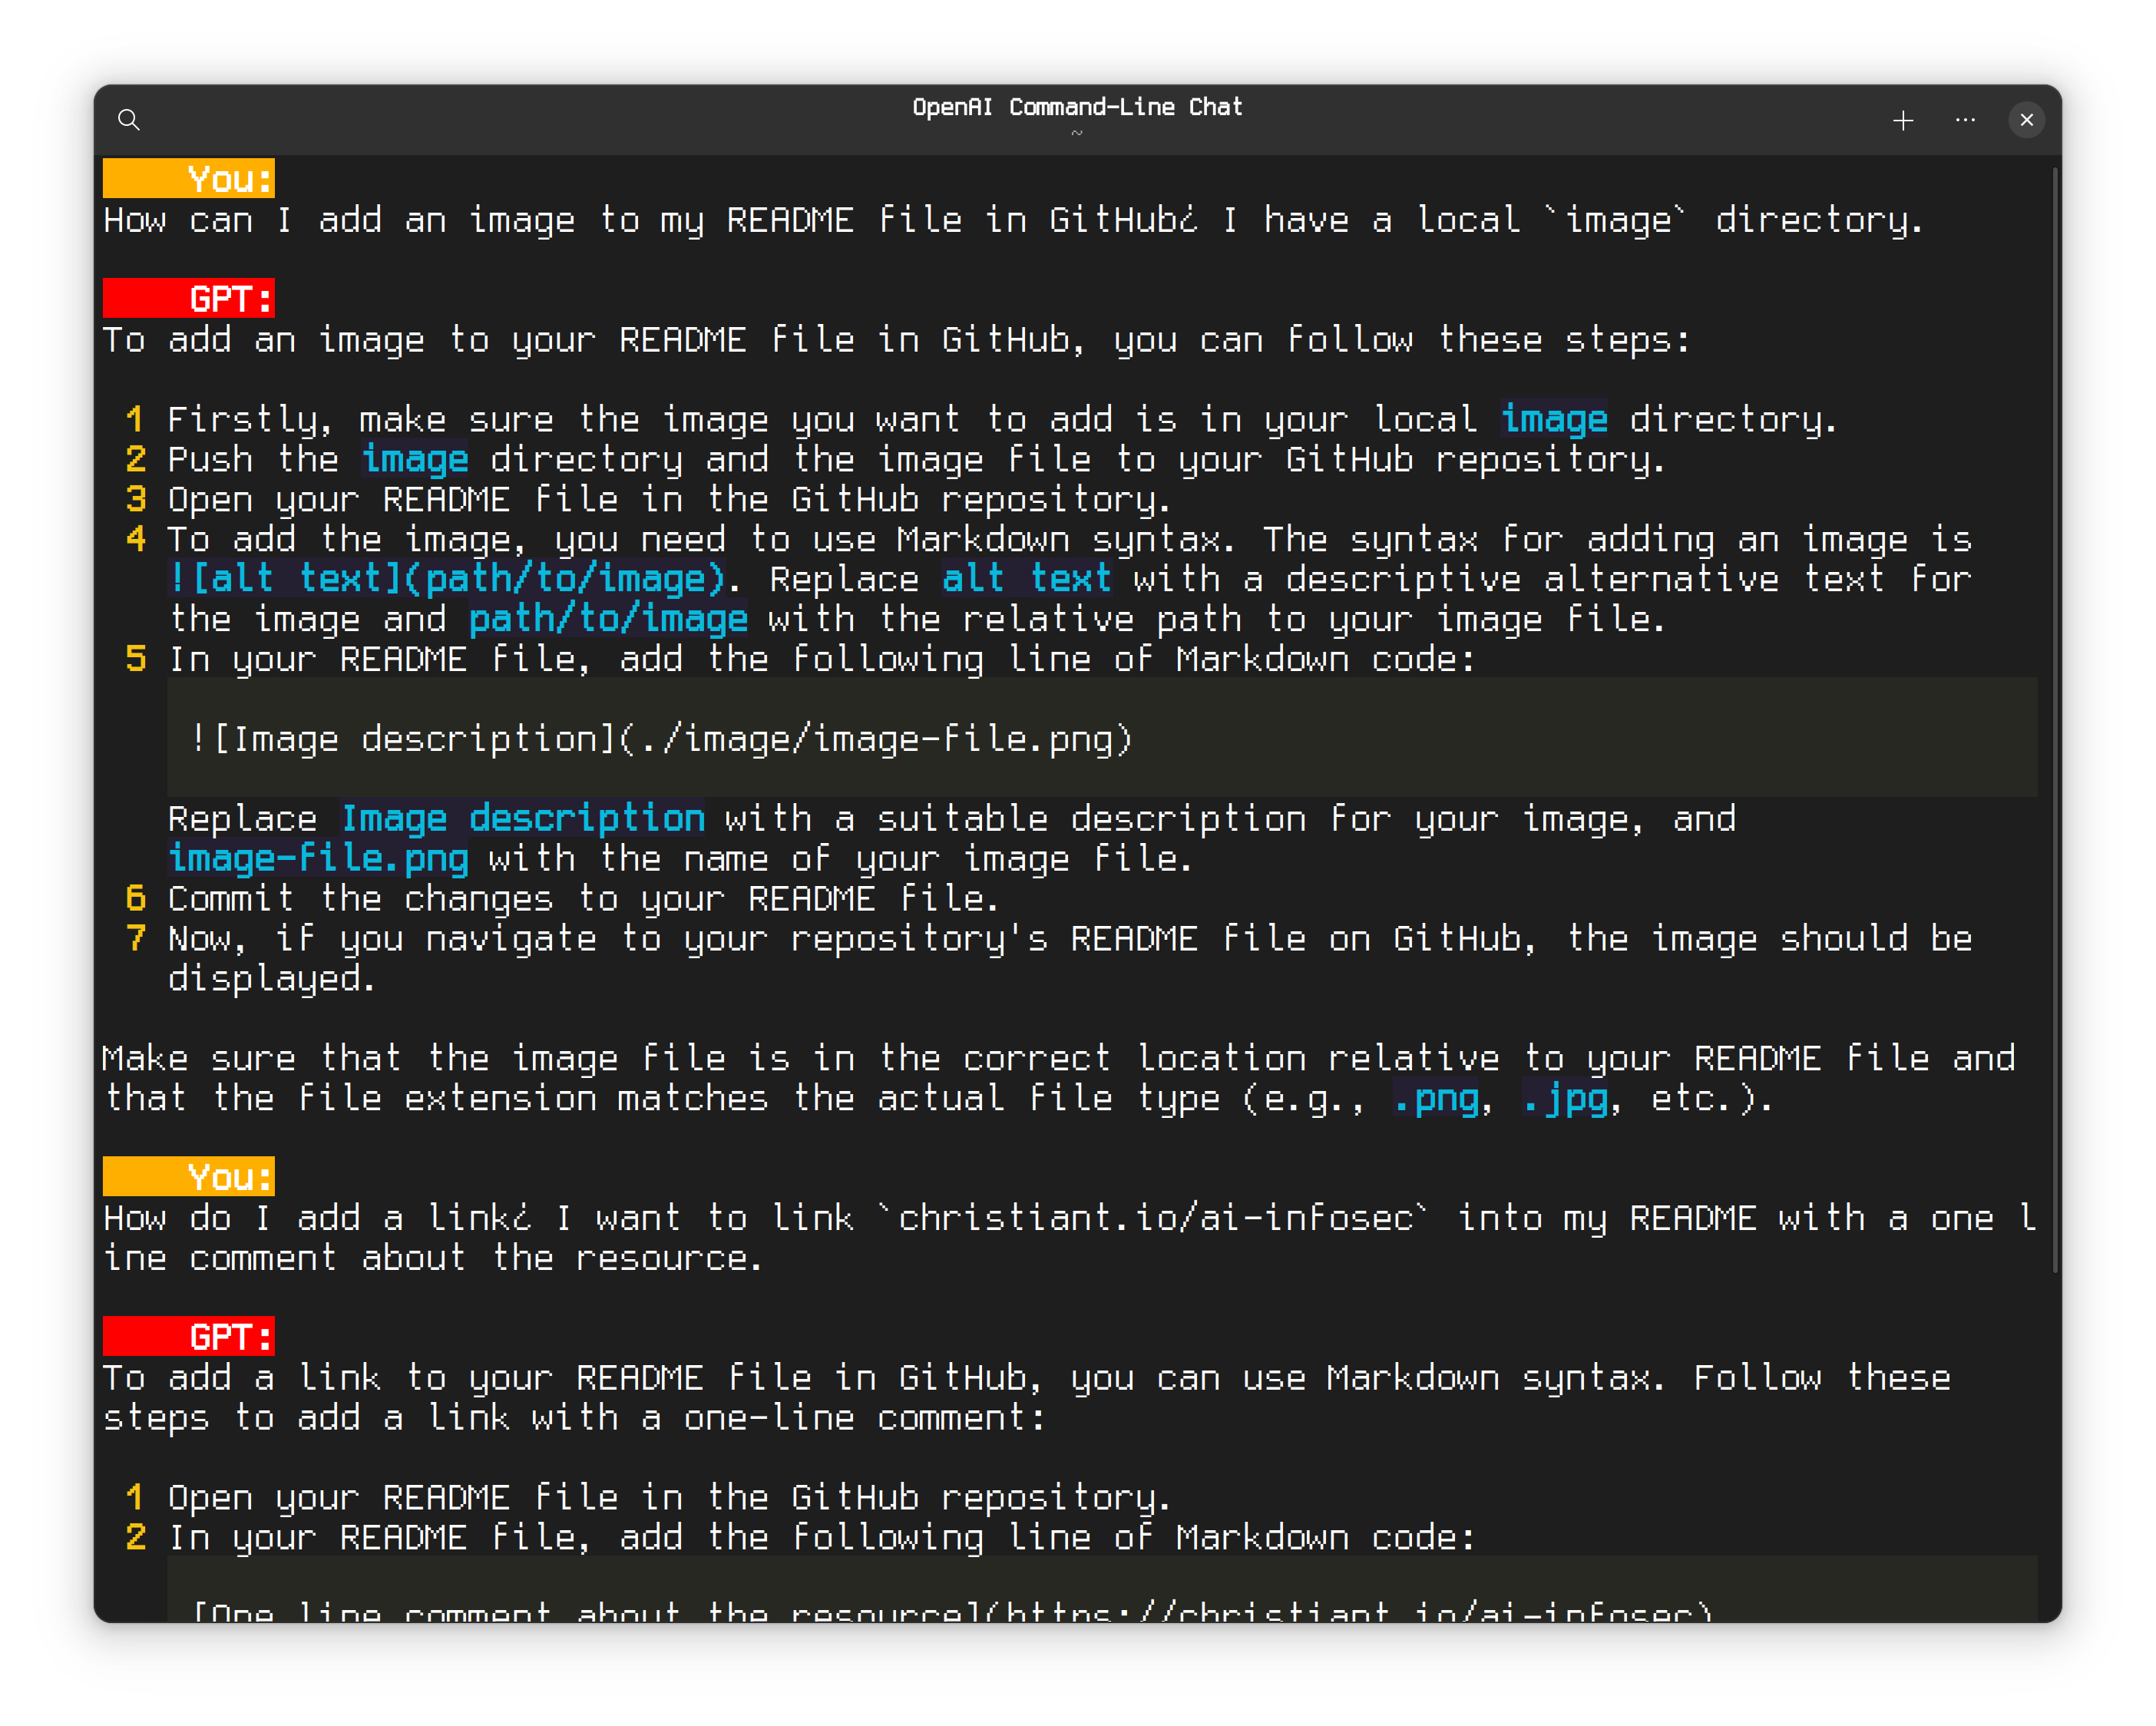 OpenAI Command-Line Chat
~
You:
How can I add an image to my README file in GitHub¿ I have a local `image` directory.
GPT:
To add an image to your README file in GitHub, you can follow these steps:
1 Firstly, make sure the image you want to add is in your local image directory.
2 Push the image directory and the image file to your GitHub repository.
3 Open your README file in the GitHub repository.
4 To add the image, you need to use Markdown syntax. The syntax for adding an image is
![alt text](path/to/image). Replace alt text with a descriptive alternative text for
the image and path/to/image with the relative path to your image file.
5 In your README file, add the following line of Markdown code:
![Image description](./image/image-file.png)
Replace Image description with a suitable description for your image, and
image-file.png with the name of your image file.
6 Commit the changes to your README file.
7 Now, if you navigate to your repository's README file on GitHub, the image should be
displayed.
Make sure that the image file is in the correct location relative to your README file and
that the file extension matches the actual file type (e.g., .png, .jpg, etc.).
You:
How do I add a link¿ I want to link `christiant.io/ai-infosec` into my README with a one l
ine comment about the resource.
GPT:
To add a link to your README file in GitHub, you can use Markdown syntax. Follow these
steps to add a link with a one-line comment:
1 Open your README file in the GitHub repository.
2 In your README file, add the following line of Markdown code:
[One line comment about the resource](https://christiant.io/ai-infosec)